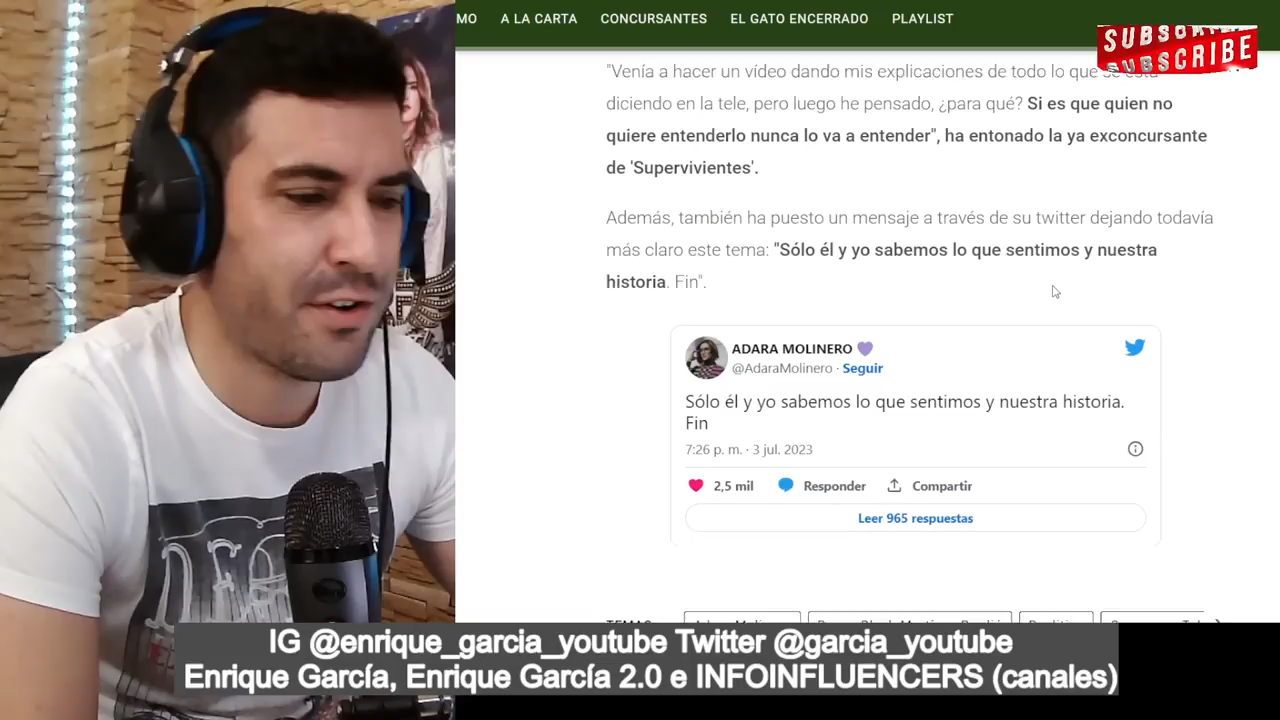 MO A LA CARTA CONCURSANTES EL GATO ENCERRADO PLAYLIST
SUBSCRIBE
SUBSCRIBE
"Venía a hacer un vídeo dando mis explicaciones de todo lo que se está
diciendo en la tele, pero luego he pensado, ¿para qué? Si es que quien no
quiere entenderlo nunca lo va a entender", ha entonado la ya exconcursante
de 'Supervivientes'.
Además, también ha puesto un mensaje a través de su twitter dejando todavía
más claro este tema: "Sólo él y yo sabemos lo que sentimos y nuestra
historia. Fin".
ADARA MOLINERO
@AdaraMolinero · Seguir
Sólo él y yo sabemos lo que sentimos y nuestra historia.
Fin
7:26 p. m. · 3 jul. 2023
2,5 mil Responder Compartir
Leer 965 respuestas
TEMAS
IG @enrique_garcia_youtube Twitter @garcia_youtube
Enrique García, Enrique García 2.0 e INFOINFLUENCERS (canales)